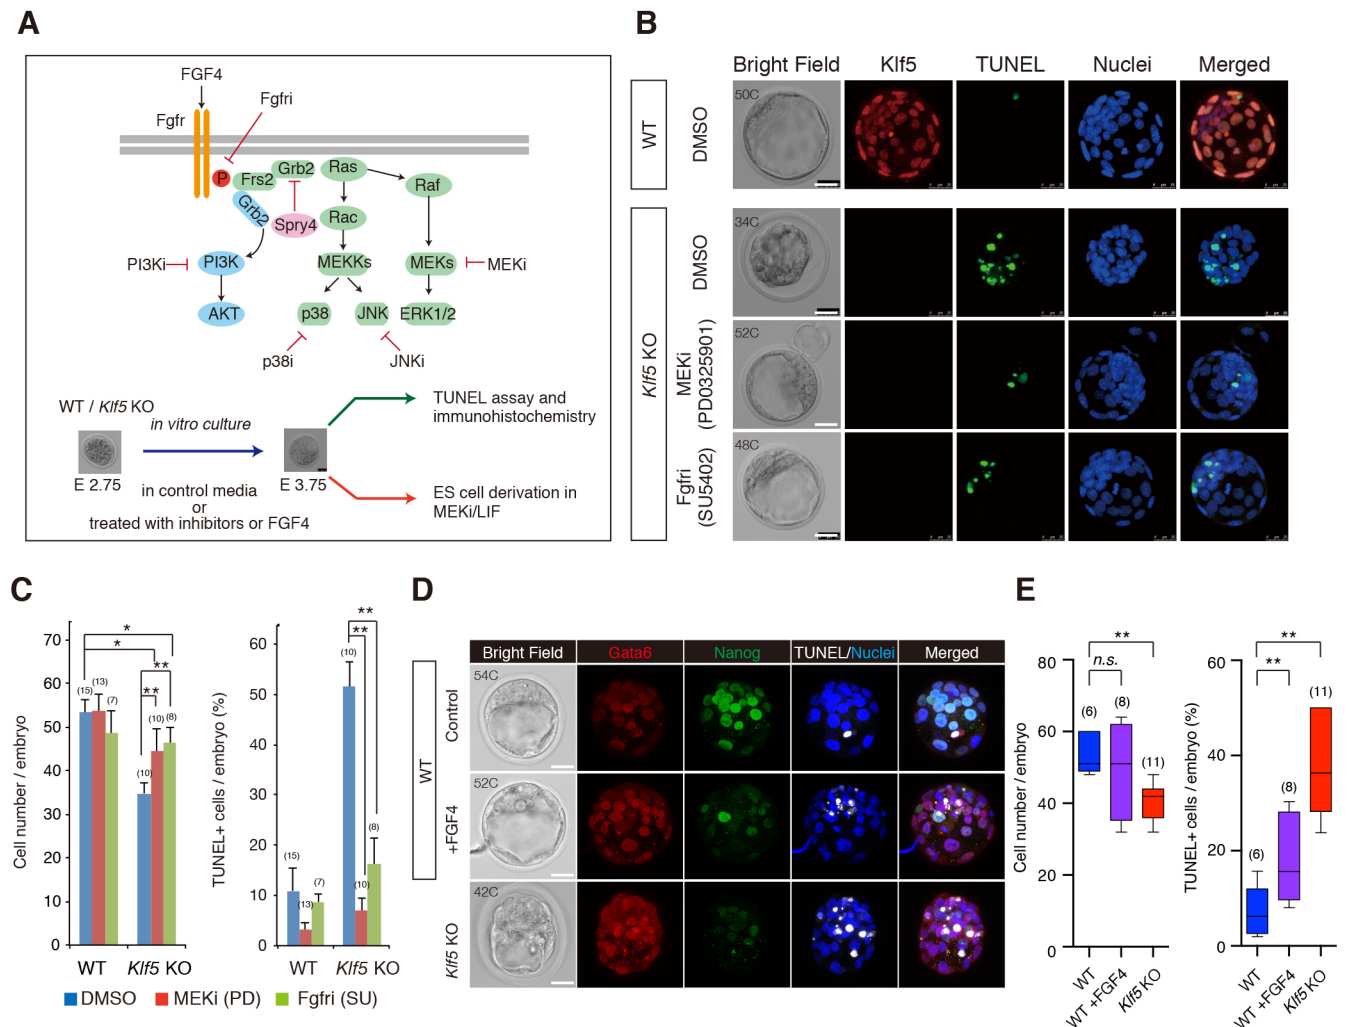 A
FGF4
Fgfr
Fgfri
P
Frs2
Grb2
Ras
Raf
Grb2
Spry4
Rac
PI3Ki
PI3K
MEKKs
MEKs
MEKi
AKT
p38
JNK
ERK1/2
p38i
JNKi
WT / Klf5 KO
in vitro culture
E 2.75
E 3.75
in control media
or
treated with inhibitors or FGF4
TUNEL assay and
immunohistochemistry
ES cell derivation in
MEKi/LIF
B
Bright Field Klf5 TUNEL Nuclei Merged
WT
DMSO
50C
Klf5 KO
DMSO
34C
MEKi
(PD0325901)
52C
Fgfri
(SU5402)
48C
C
Cell number / embryo
70
60
50
40
30
20
10
0
* 
*
**
**
(15) (13) (7)
(10) (10) (8)
WT Klf5 KO
TUNEL+ cells / embryo (%)
60
50
40
30
20
10
0
**
**
(15) (13) (7)
(10) (10) (8)
WT Klf5 KO
DMSO MEKi (PD) Fgfri (SU)
D
Bright Field Gata6 Nanog TUNEL/Nuclei Merged
WT
Control
54C
+FGF4
52C
Klf5 KO
42C
E
Cell number / embryo
80
60
40
20
0
**
n.s.
(6) (8) (11)
WT WT +FGF4 Klf5 KO
TUNEL+ cells / embryo (%)
60
40
20
0
**
**
(6) (8) (11)
WT WT +FGF4 Klf5 KO